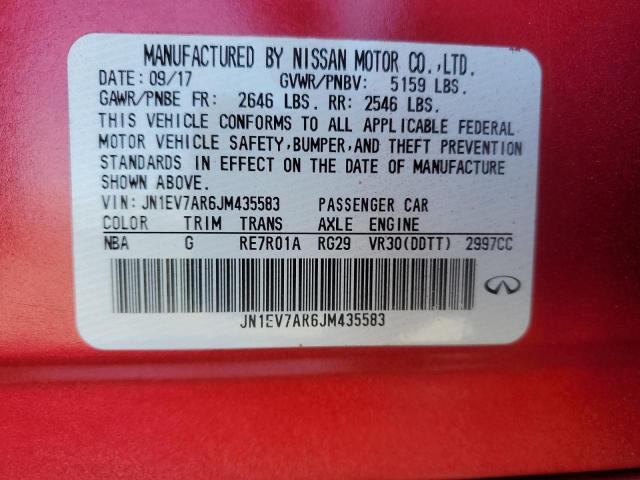 MANUFACTURED BY NISSAN MOTOR CO.,LTD.
DATE: 09/17 GVWR/PNBV: 5159 LBS.
GAWR/PNBE FR: 2646 LBS. RR: 2546 LBS.
THIS VEHICLE CONFORMS TO ALL APPLICABLE FEDERAL
MOTOR VEHICLE SAFETY, BUMPER, AND THEFT PREVENTION
STANDARDS IN EFFECT ON THE DATE OF MANUFACTURE
SHOWN ABOVE.
VIN: JN1EV7AR6JM435583 PASSENGER CAR
COLOR TRIM TRANS AXLE ENGINE
NBA G RE7R01A RG29 VR30(DDTT) 2997CC
JN1EV7AR6JM435583